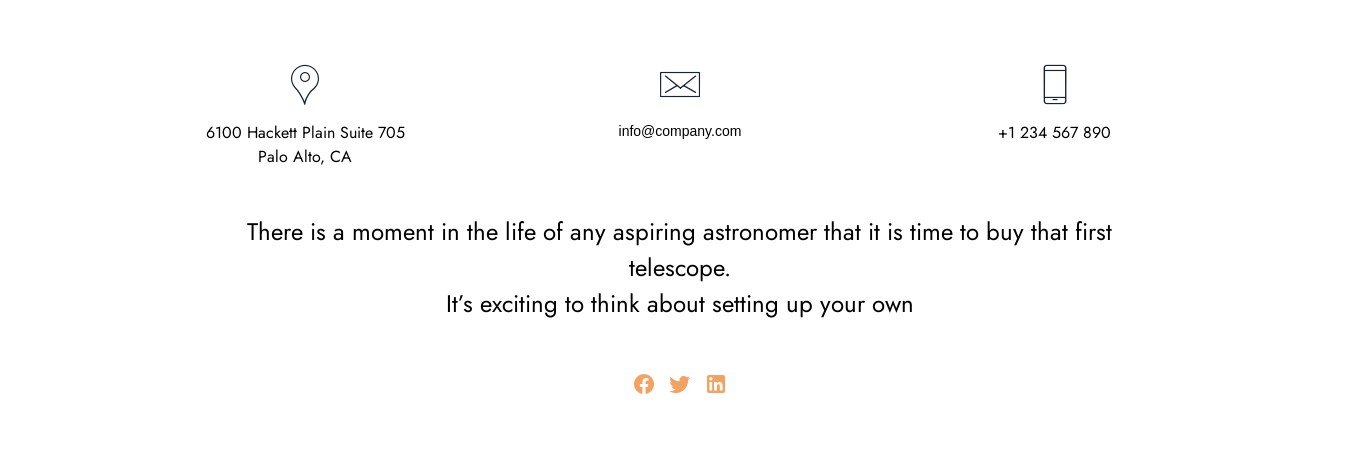 6100 Hackett Plain Suite 705
Palo Alto, CA
info@company.com
+1 234 567 890
There is a moment in the life of any aspiring astronomer that it is time to buy that first
telescope.
It’s exciting to think about setting up your own